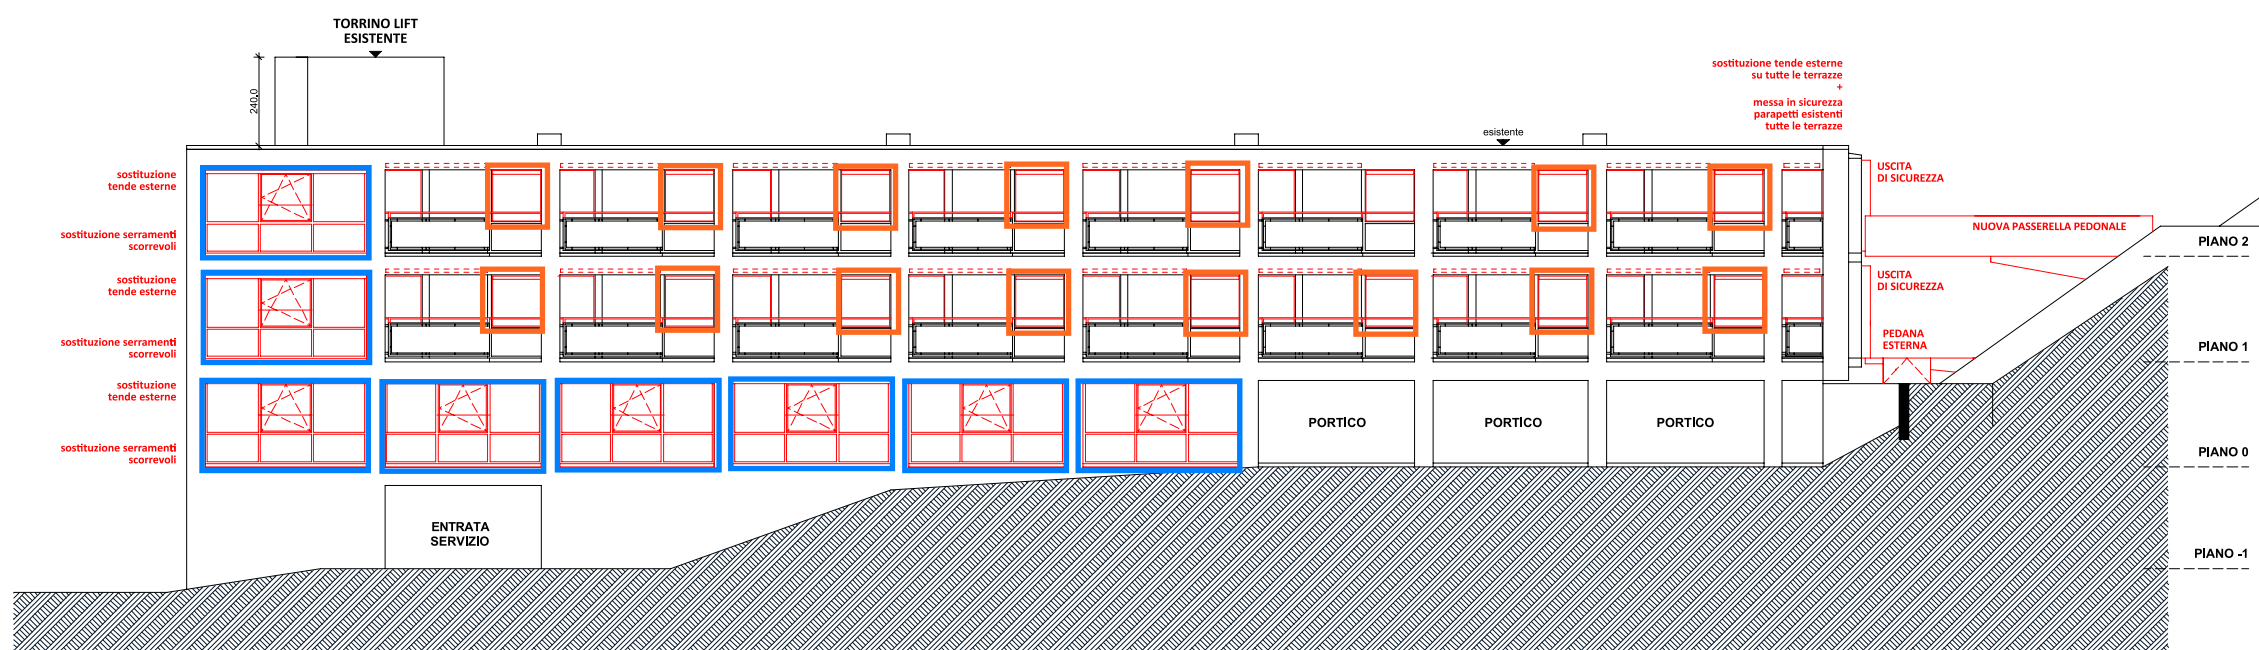 TORRINO LIFT
ESISTENTE
240.0
sostituzione tende esterne
su tutte le terrazze
+
messa in sicurezza
parapetti esistenti
tutte le terrazze
esistente
sostituzione
tende esterne
sostituzione serramenti
scorrevoli
sostituzione
tende esterne
sostituzione serramenti
scorrevoli
sostituzione
tende esterne
sostituzione serramenti
scorrevoli
USCITA
DI SICUREZZA
NUOVA PASSERELLA PEDONALE
USCITA
DI SICUREZZA
PEDANA
ESTERNA
PIANO 2
PIANO 1
PIANO 0
PIANO -1
PORTICO
PORTICO
PORTICO
ENTRATA
SERVIZIO